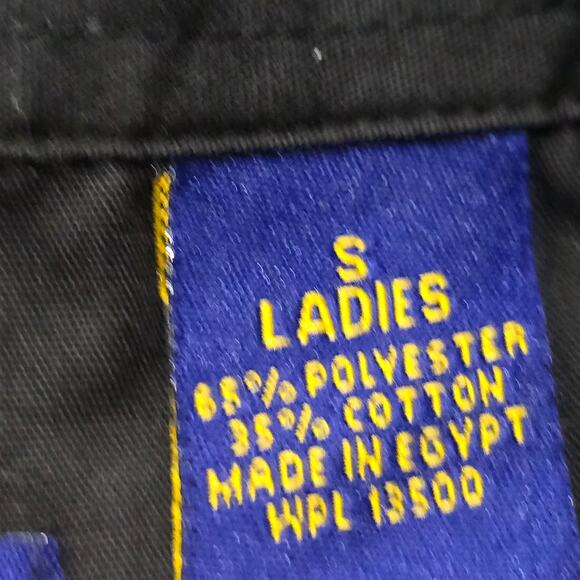 S
LADIES
65% POLYESTER
35% COTTON
MADE IN EGYPT
WPL 13500